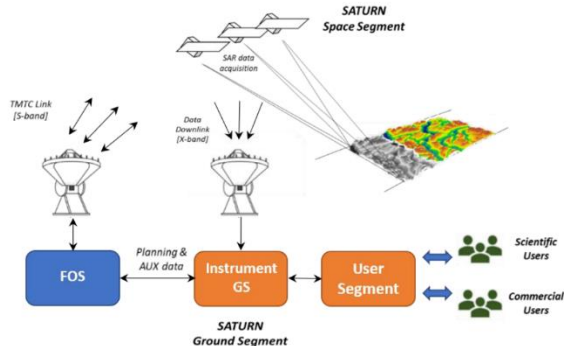 SATURN
Space Segment
SAR data
acquisition
TMTC Link
[S-band]
Data
Downlink
[X-band]
FOS
Planning &
AUX data
Instrument
GS
User
Segment
Scientific
Users
Commercial
Users
SATURN
Ground Segment